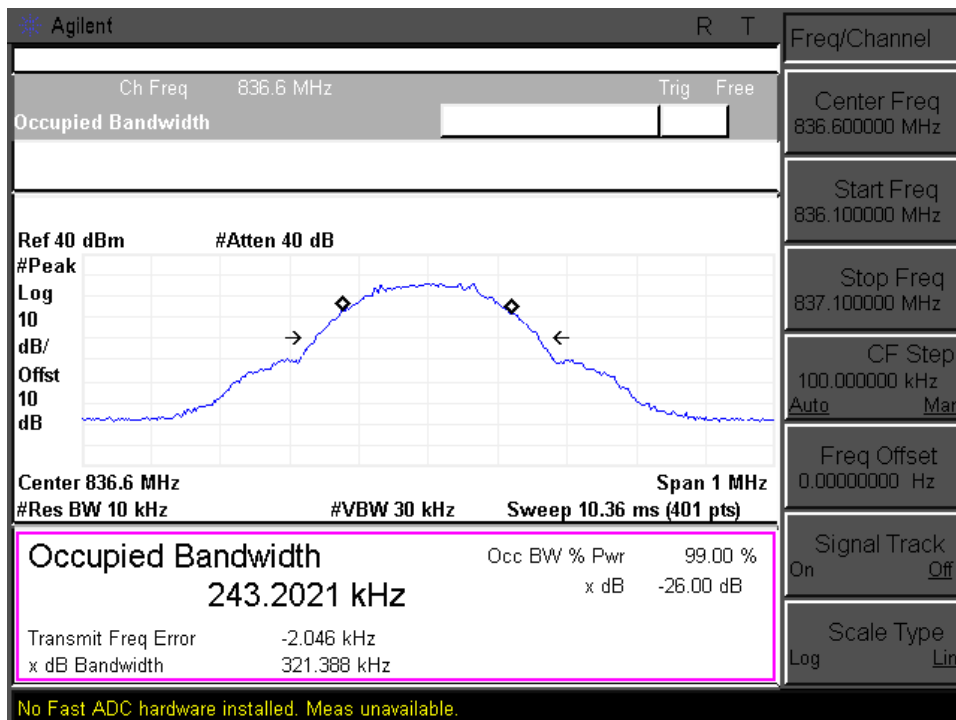 Agilent R T
Ch Freq 836.6 MHz Trig Free
Occupied Bandwidth
Ref 40 dBm #Atten 40 dB
#Peak
Log
10
dB/
Offst
10
dB
Center 836.6 MHz Span 1 MHz
#Res BW 10 kHz #VBW 30 kHz Sweep 10.36 ms (401 pts)
Occupied Bandwidth
243.2021 kHz
Occ BW % Pwr 99.00 %
x dB -26.00 dB
Transmit Freq Error -2.046 kHz
x dB Bandwidth 321.388 kHz
No Fast ADC hardware installed. Meas unavailable.
Freq/Channel
Center Freq
836.600000 MHz
Start Freq
836.100000 MHz
Stop Freq
837.100000 MHz
CF Step
100.000000 kHz
Auto Man
Freq Offset
0.00000000 Hz
Signal Track
On Off
Scale Type
Log Lin